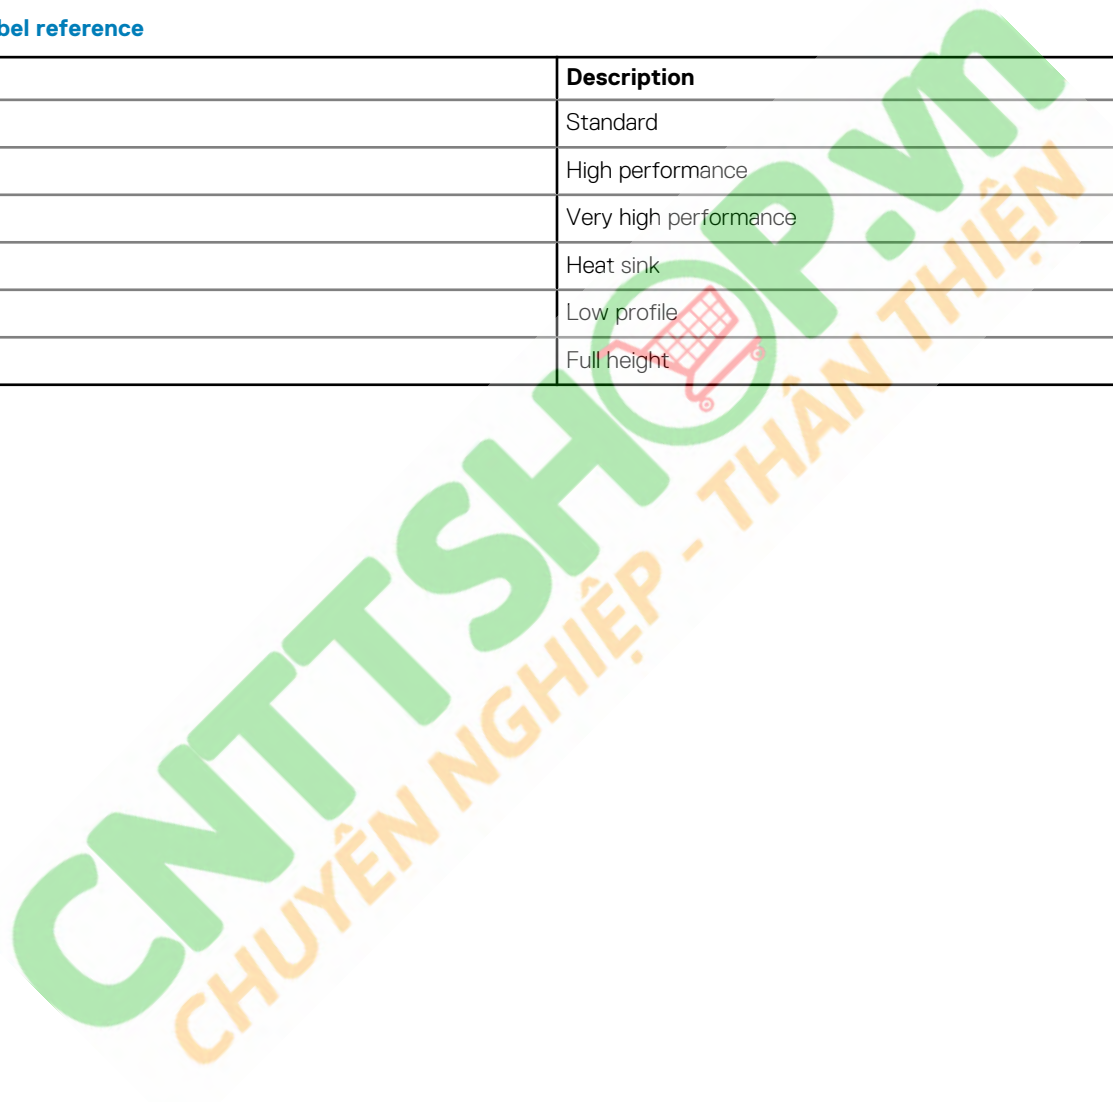 bel reference
Description
Standard
High performance
Very high performance
Heat sink
Low profile
Full height
CNTTSHOP.vn
CHUYÊN NGHIỆP - THÂN THIỆN